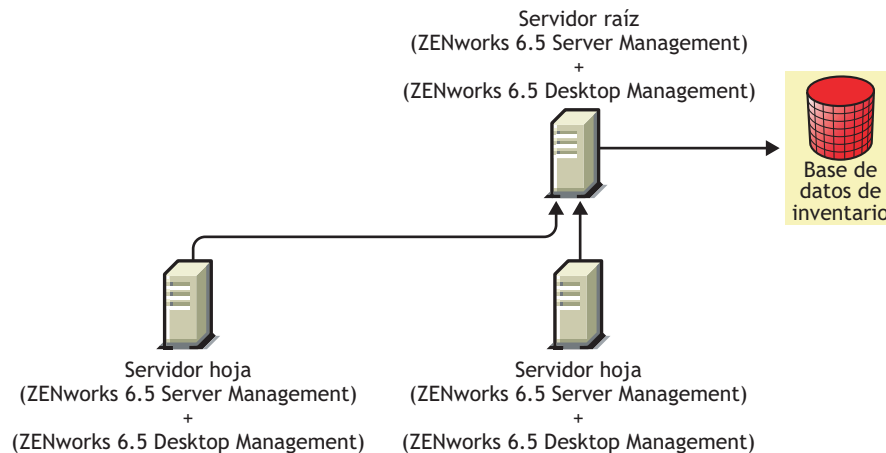 Servidor raíz
(ZENworks 6.5 Server Management)
+
(ZENworks 6.5 Desktop Management)
Base de
datos de
inventario
Servidor hoja
(ZENworks 6.5 Server Management)
+
(ZENworks 6.5 Desktop Management)
Servidor hoja
(ZENworks 6.5 Server Management)
+
(ZENworks 6.5 Desktop Management)